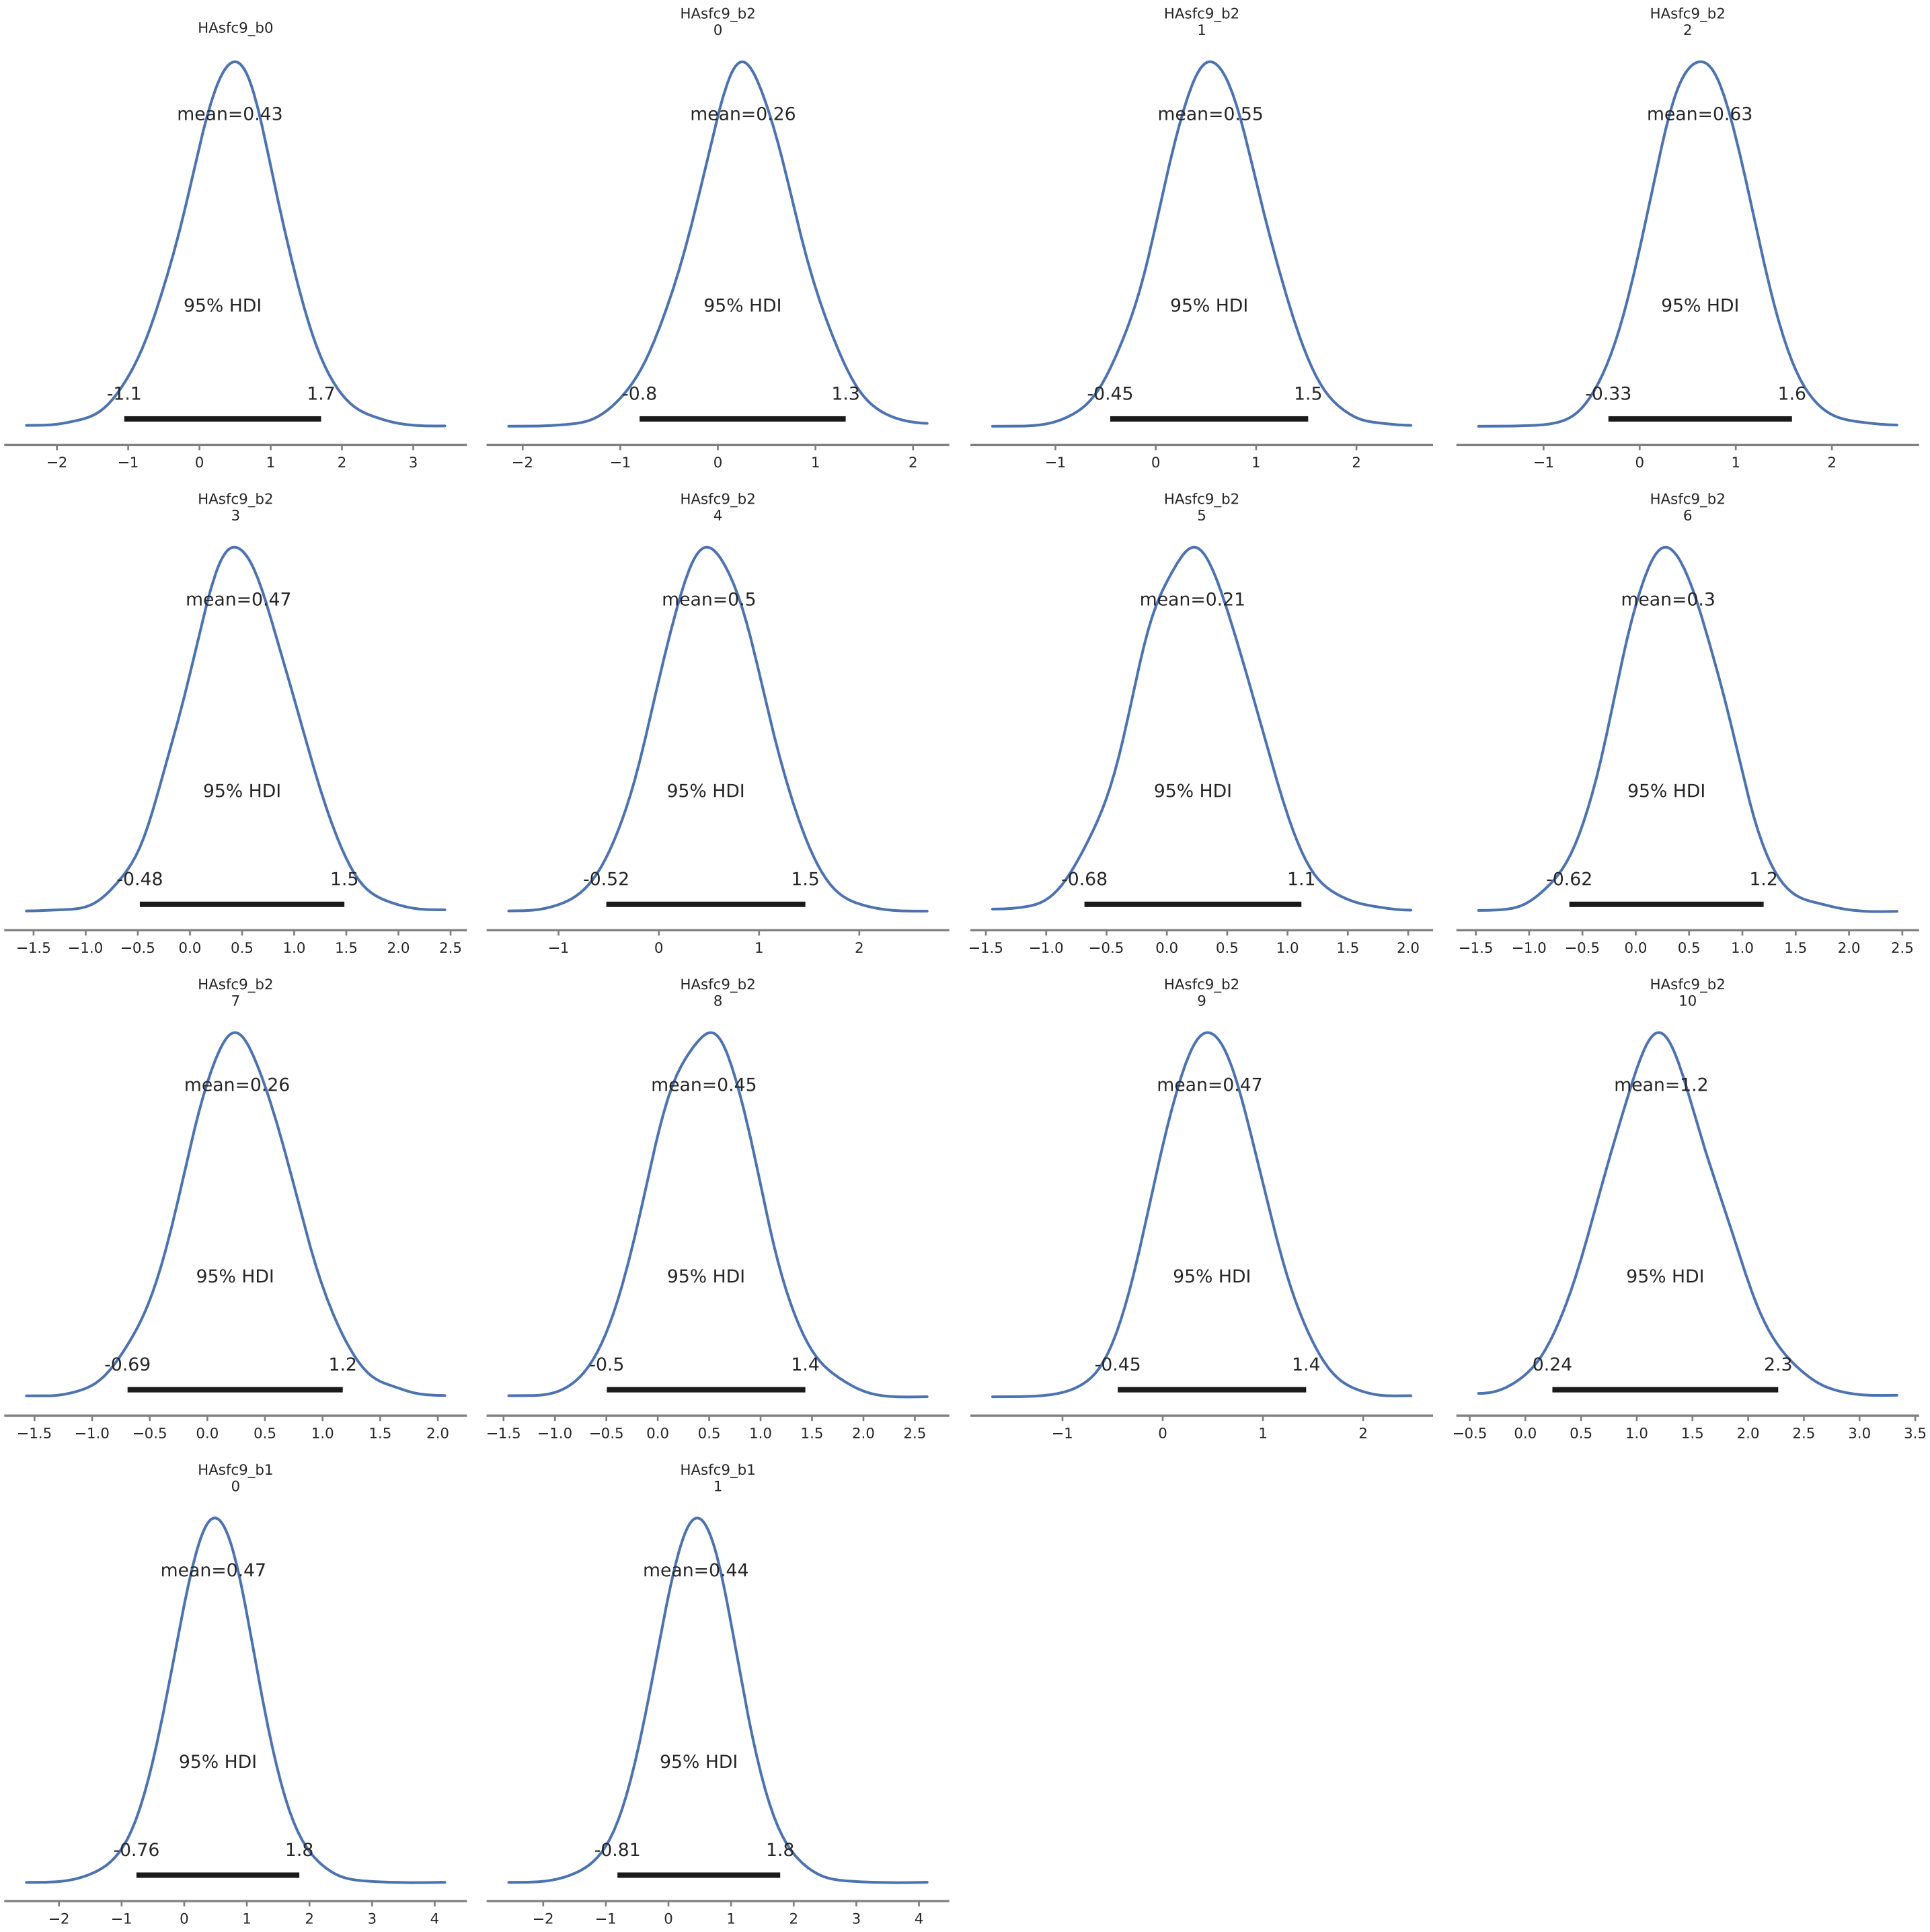 HAsfc9_b0
mean=0.43
95% HDI
-1.1 1.7
−2 −1 0 1 2 3
HAsfc9_b2
0
mean=0.26
95% HDI
-0.8 1.3
−2 −1 0 1 2
HAsfc9_b2
1
mean=0.55
95% HDI
-0.45 1.5
−1 0 1 2
HAsfc9_b2
2
mean=0.63
95% HDI
-0.33 1.6
−1 0 1 2
HAsfc9_b2
3
mean=0.47
95% HDI
-0.48 1.5
−1.5 −1.0 −0.5 0.0 0.5 1.0 1.5 2.0 2.5
HAsfc9_b2
4
mean=0.5
95% HDI
-0.52 1.5
−1 0 1 2
HAsfc9_b2
5
mean=0.21
95% HDI
-0.68 1.1
−1.5 −1.0 −0.5 0.0 0.5 1.0 1.5 2.0
HAsfc9_b2
6
mean=0.3
95% HDI
-0.62 1.2
−1.5 −1.0 −0.5 0.0 0.5 1.0 1.5 2.0 2.5
HAsfc9_b2
7
mean=0.26
95% HDI
-0.69 1.2
−1.5 −1.0 −0.5 0.0 0.5 1.0 1.5 2.0
HAsfc9_b2
8
mean=0.45
95% HDI
-0.5 1.4
−1.5 −1.0 −0.5 0.0 0.5 1.0 1.5 2.0 2.5
HAsfc9_b2
9
mean=0.47
95% HDI
-0.45 1.4
−1 0 1 2
HAsfc9_b2
10
mean=1.2
95% HDI
0.24 2.3
−0.5 0.0 0.5 1.0 1.5 2.0 2.5 3.0 3.5
HAsfc9_b1
0
mean=0.47
95% HDI
-0.76 1.8
−2 −1 0 1 2 3 4
HAsfc9_b1
1
mean=0.44
95% HDI
-0.81 1.8
−2 −1 0 1 2 3 4